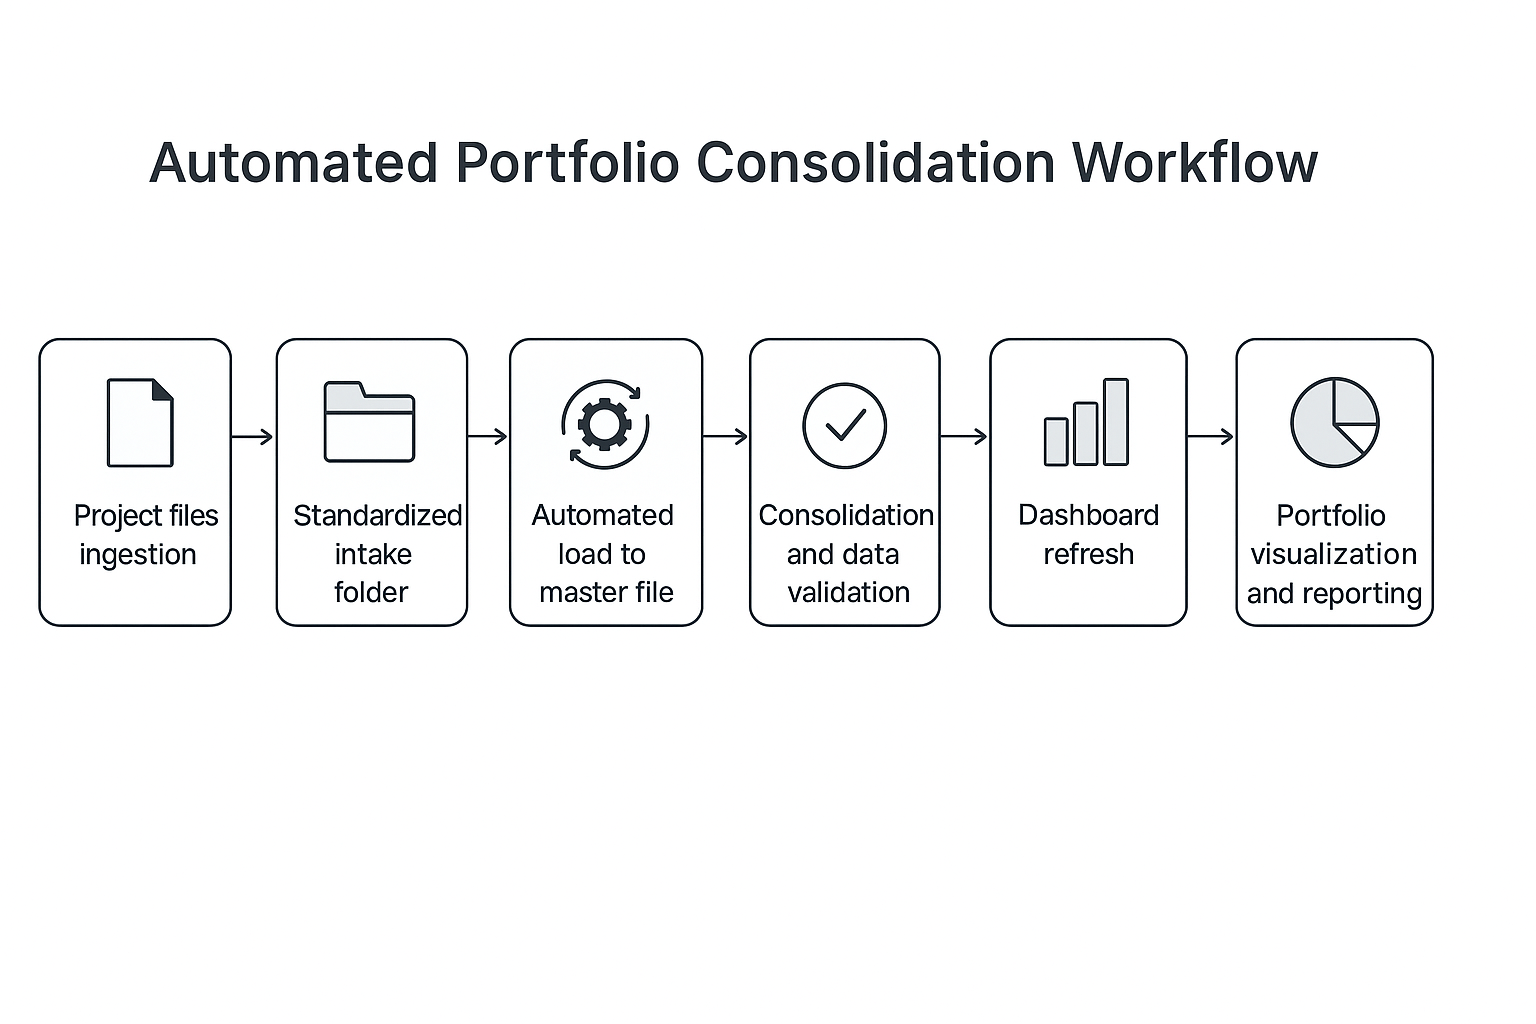 Automated Portfolio Consolidation Workflow
Project files
ingestion
Standardized
intake
folder
Automated
load to
master file
Consolidation
and data
validation
Dashboard
refresh
Portfolio
visualization
and reporting